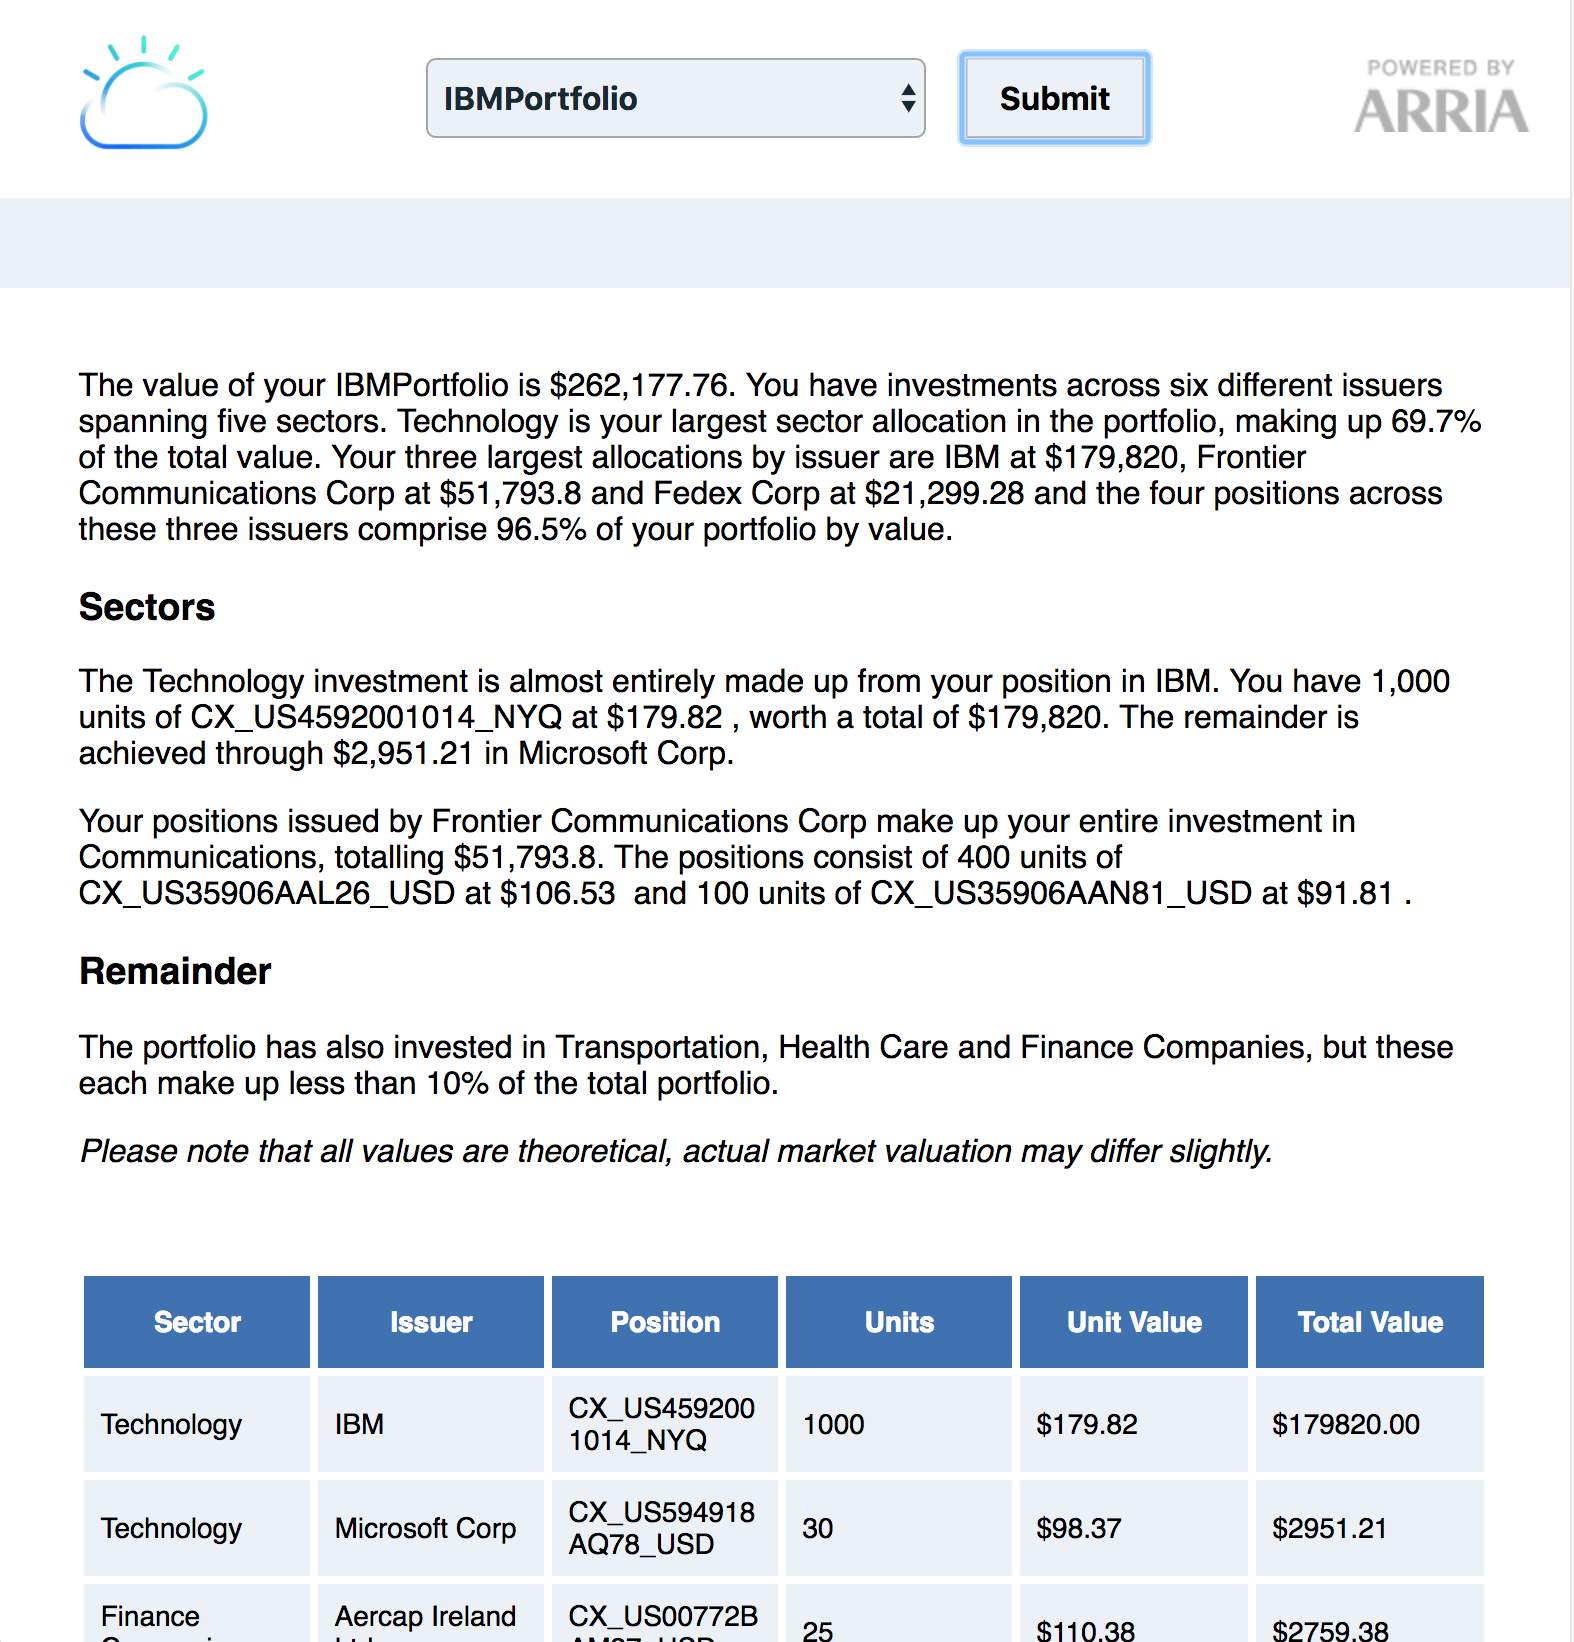 IBMPortfolio
Submit
POWERED BY
ARRIA
The value of your IBMPortfolio is $262,177.76. You have investments across six different issuers
spanning five sectors. Technology is your largest sector allocation in the portfolio, making up 69.7%
of the total value. Your three largest allocations by issuer are IBM at $179,820, Frontier
Communications Corp at $51,793.8 and Fedex Corp at $21,299.28 and the four positions across
these three issuers comprise 96.5% of your portfolio by value.
Sectors
The Technology investment is almost entirely made up from your position in IBM. You have 1,000
units of CX_US4592001014_NYQ at $179.82 , worth a total of $179,820. The remainder is
achieved through $2,951.21 in Microsoft Corp.
Your positions issued by Frontier Communications Corp make up your entire investment in
Communications, totalling $51,793.8. The positions consist of 400 units of
CX_US35906AAL26_USD at $106.53  and 100 units of CX_US35906AAN81_USD at $91.81 .
Remainder
The portfolio has also invested in Transportation, Health Care and Finance Companies, but these
each make up less than 10% of the total portfolio.
Please note that all values are theoretical, actual market valuation may differ slightly.
Sector Issuer Position Units Unit Value Total Value
Technology IBM CX_US459200 1000 $179.82 $179820.00
1014_NYQ
Technology Microsoft Corp CX_US594918 30 $98.37 $2951.21
AQ78_USD
Finance Aercap Ireland CX_US00772B 25 $110.38 $2759.38